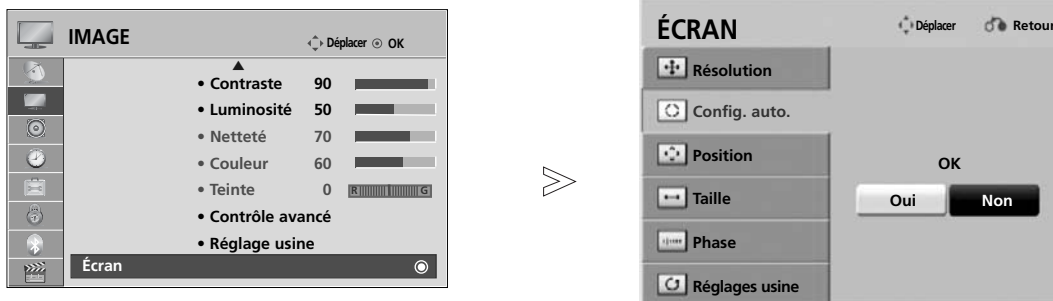 IMAGE
Déplacer OK
• Contraste 90
• Luminosité 50
• Netteté 70
• Couleur 60
• Teinte 0 R G
• Contrôle avancé
• Réglage usine
Écran
ÉCRAN
Déplacer Retour
Résolution
Config. auto.
Position
Taille
Phase
Réglages usine
OK
Oui Non